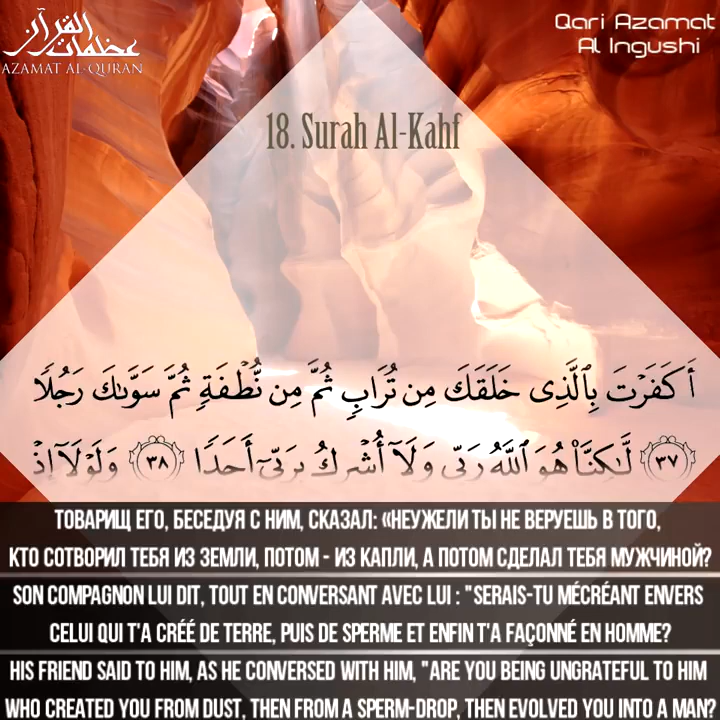 عظمات القرآن
AZAMAT AL-QURAN
Qari Azamat
Al Ingushi
18. Surah Al-Kahf
أَكَفَرْتَ بِٱلَّذِى خَلَقَكَ مِن تُرَابٍ ثُمَّ مِن نُّطْفَةٍ ثُمَّ سَوَّىٰكَ رَجُلًا
﴿٣٧﴾ لَّٰكِنَّا۠ هُوَ ٱللَّهُ رَبِّى وَلَآ أُشْرِكُ بِرَبِّىٓ أَحَدًا ﴿٣٨﴾ وَلَوْلَآ إِذْ
ТОВАРИЩ ЕГО, БЕСЕДУЯ С НИМ, СКАЗАЛ: «НЕУЖЕЛИ ТЫ НЕ ВЕРУЕШЬ В ТОГО,
КТО СОТВОРИЛ ТЕБЯ ИЗ ЗЕМЛИ, ПОТОМ - ИЗ КАПЛИ, А ПОТОМ СДЕЛАЛ ТЕБЯ МУЖЧИНОЙ?
SON COMPAGNON LUI DIT, TOUT EN CONVERSANT AVEC LUI : "SERAIS-TU MÉCRÉANT ENVERS
CELUI QUI T'A CRÉÉ DE TERRE, PUIS DE SPERME ET ENFIN T'A FAÇONNÉ EN HOMME?
HIS FRIEND SAID TO HIM, AS HE CONVERSED WITH HIM, "ARE YOU BEING UNGRATEFUL TO HIM
WHO CREATED YOU FROM DUST, THEN FROM A SPERM-DROP, THEN EVOLVED YOU INTO A MAN?